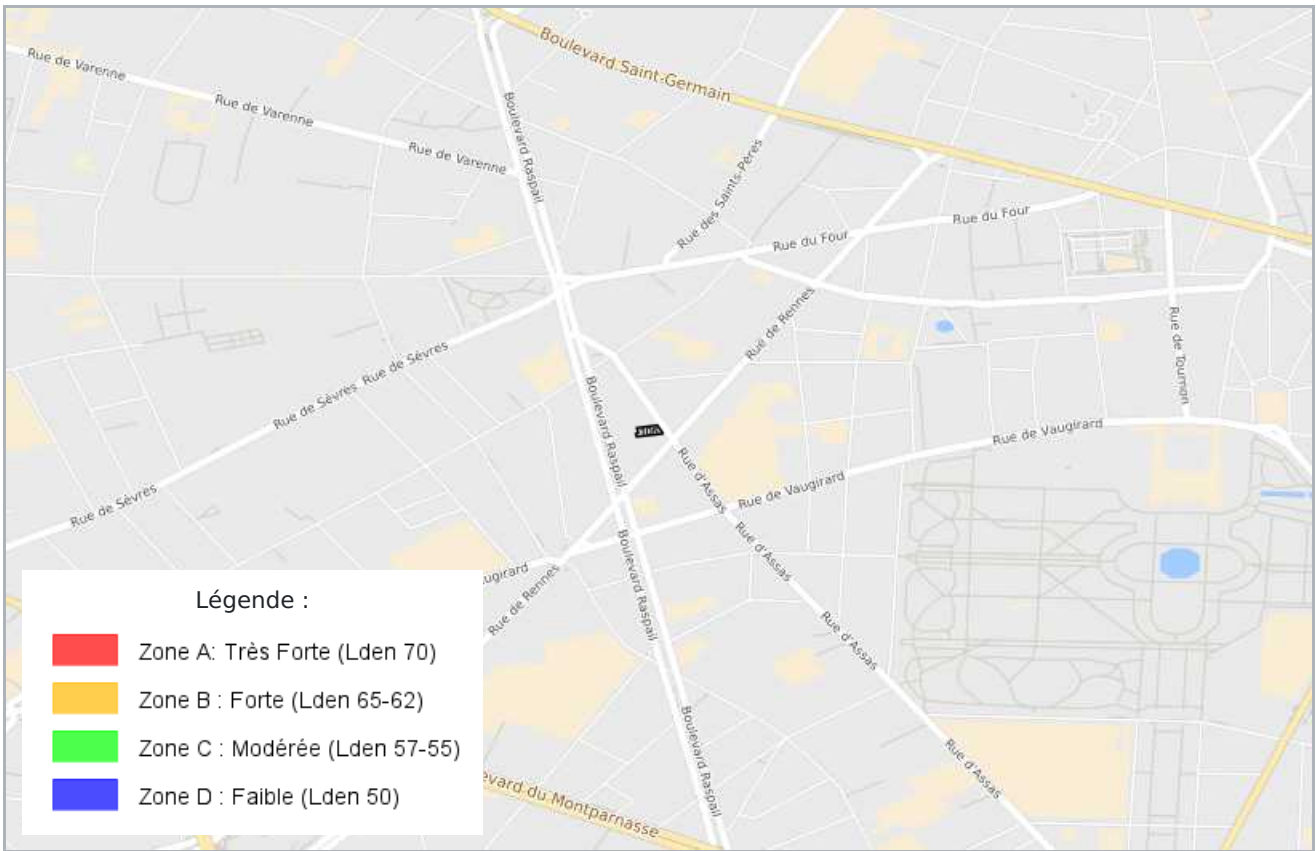 Boulevard Saint-Germain
Rue de Varenne
Rue de Varenne
Rue de Varenne
Boulevard Raspail
Rue des Saints-Pères
Rue du Four
Rue du Four
Rue de Rennes
Rue de Tournon
Rue de Sèvres
Rue de Sèvres
Rue de Sèvres
Boulevard Raspail
Rue d'Assas
Rue de Vaugirard
Rue de Vaugirard
Rue d'Assas
Boulevard Raspail
augirard
Rue de Rennes
Rue d'Assas
Boulevard Raspail
Rue d'Assas
evard du Montparnasse
Légende :
Zone A: Très Forte (Lden 70)
Zone B : Forte (Lden 65-62)
Zone C : Modérée (Lden 57-55)
Zone D : Faible (Lden 50)